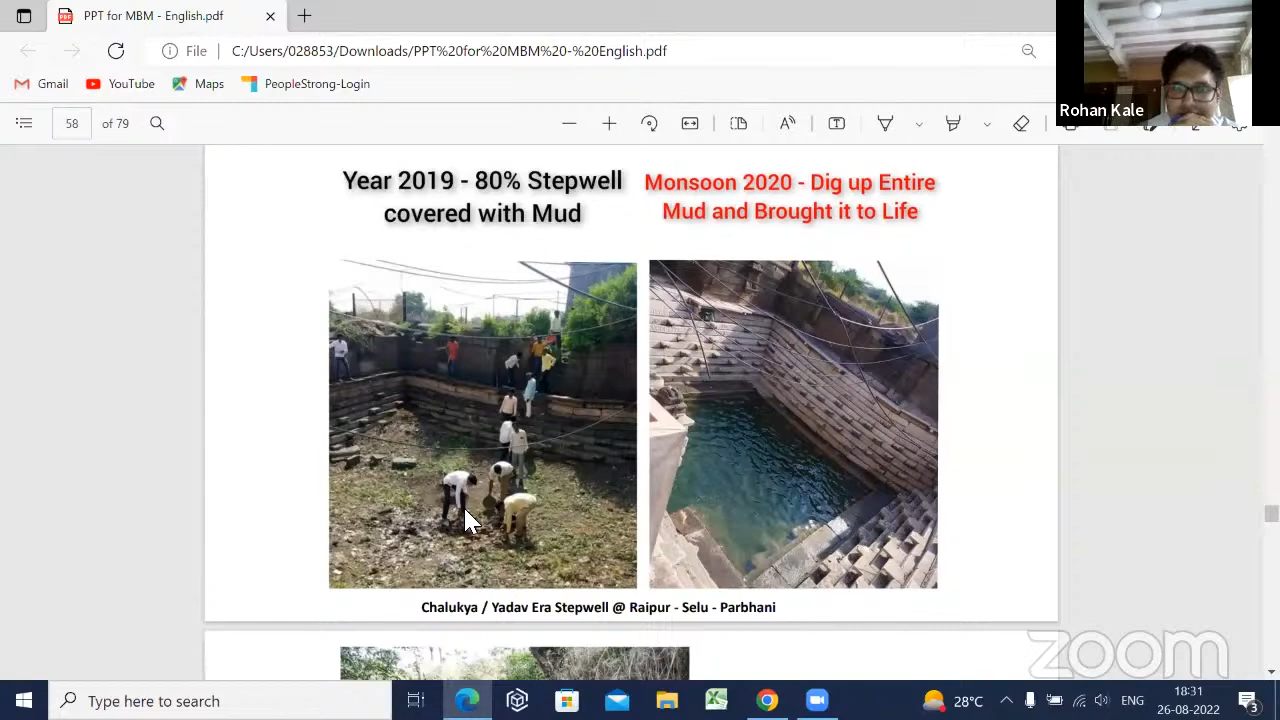 PPT for MBM - English.pdf
File
C:/Users/028853/Downloads/PPT%20for%20MBM%20-%20English.pdf
Gmail
YouTube
Maps
PeopleStrong-Login
Rohan Kale
58
of 79
Year 2019 - 80% Stepwell
covered with Mud
Monsoon 2020 - Dig up Entire
Mud and Brought it to Life
Chalukya / Yadav Era Stepwell @ Raipur - Selu - Parbhani
zoom
Type here to search
28°C
ENG
18:31
26-08-2022
3